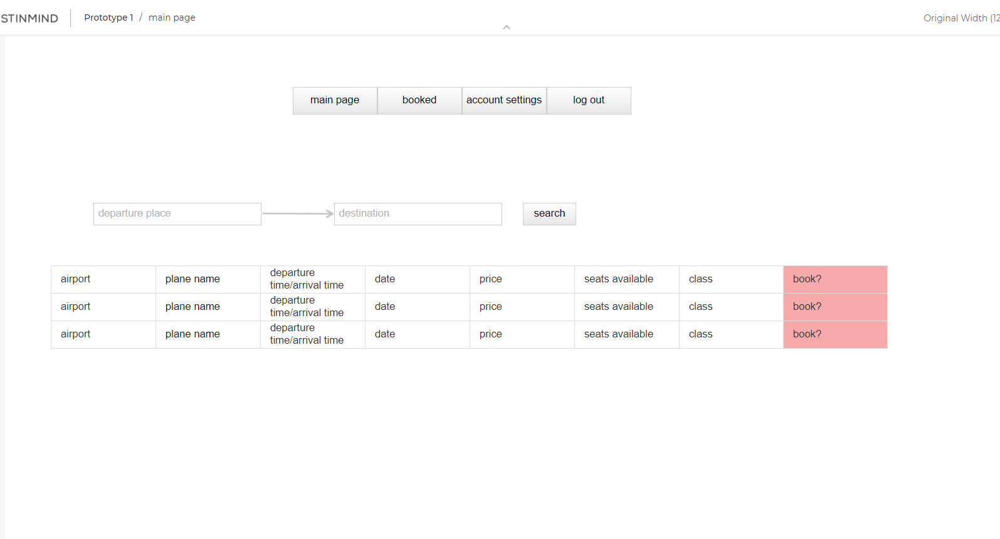 STINMIND Prototype 1 / main page Original Width (12
main page booked account settings log out
departure place destination search
airport plane name departure time/arrival time date price seats available class book?
airport plane name departure time/arrival time date price seats available class book?
airport plane name departure time/arrival time date price seats available class book?